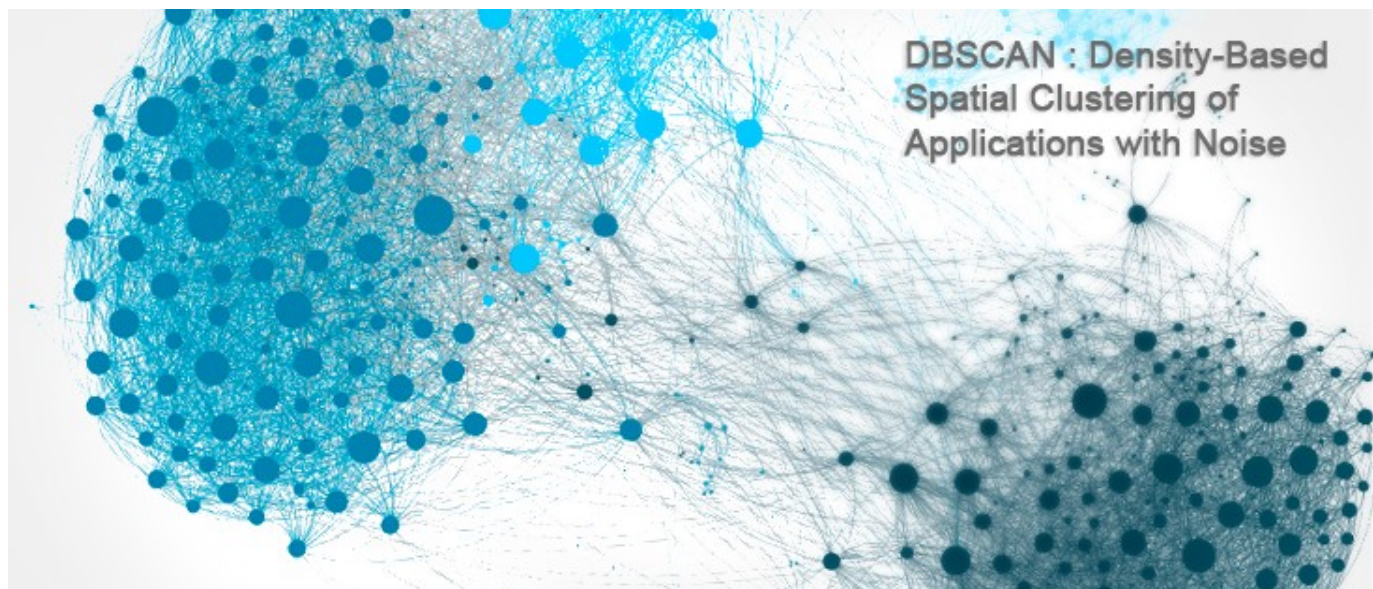 DBSCAN : Density-Based
Spatial Clustering of
Applications with Noise